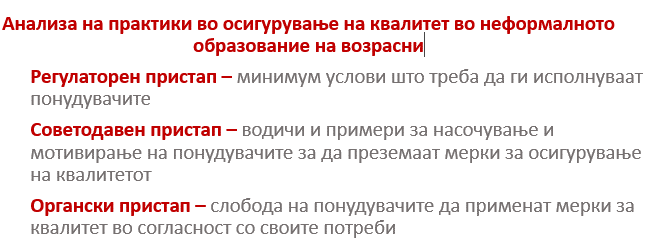 Анализа на практики во осигурување на квалитет во неформалното
образование на возрасни
Регулаторен пристап – минимум услови што треба да ги исполнуваат
понудувачите
Советодавен пристап – водичи и примери за насочување и
мотивирање на понудувачите за да преземаат мерки за осигурување
на квалитетот
Органски пристап – слобода на понудувачите да применат мерки за
квалитет во согласност со своите потреби